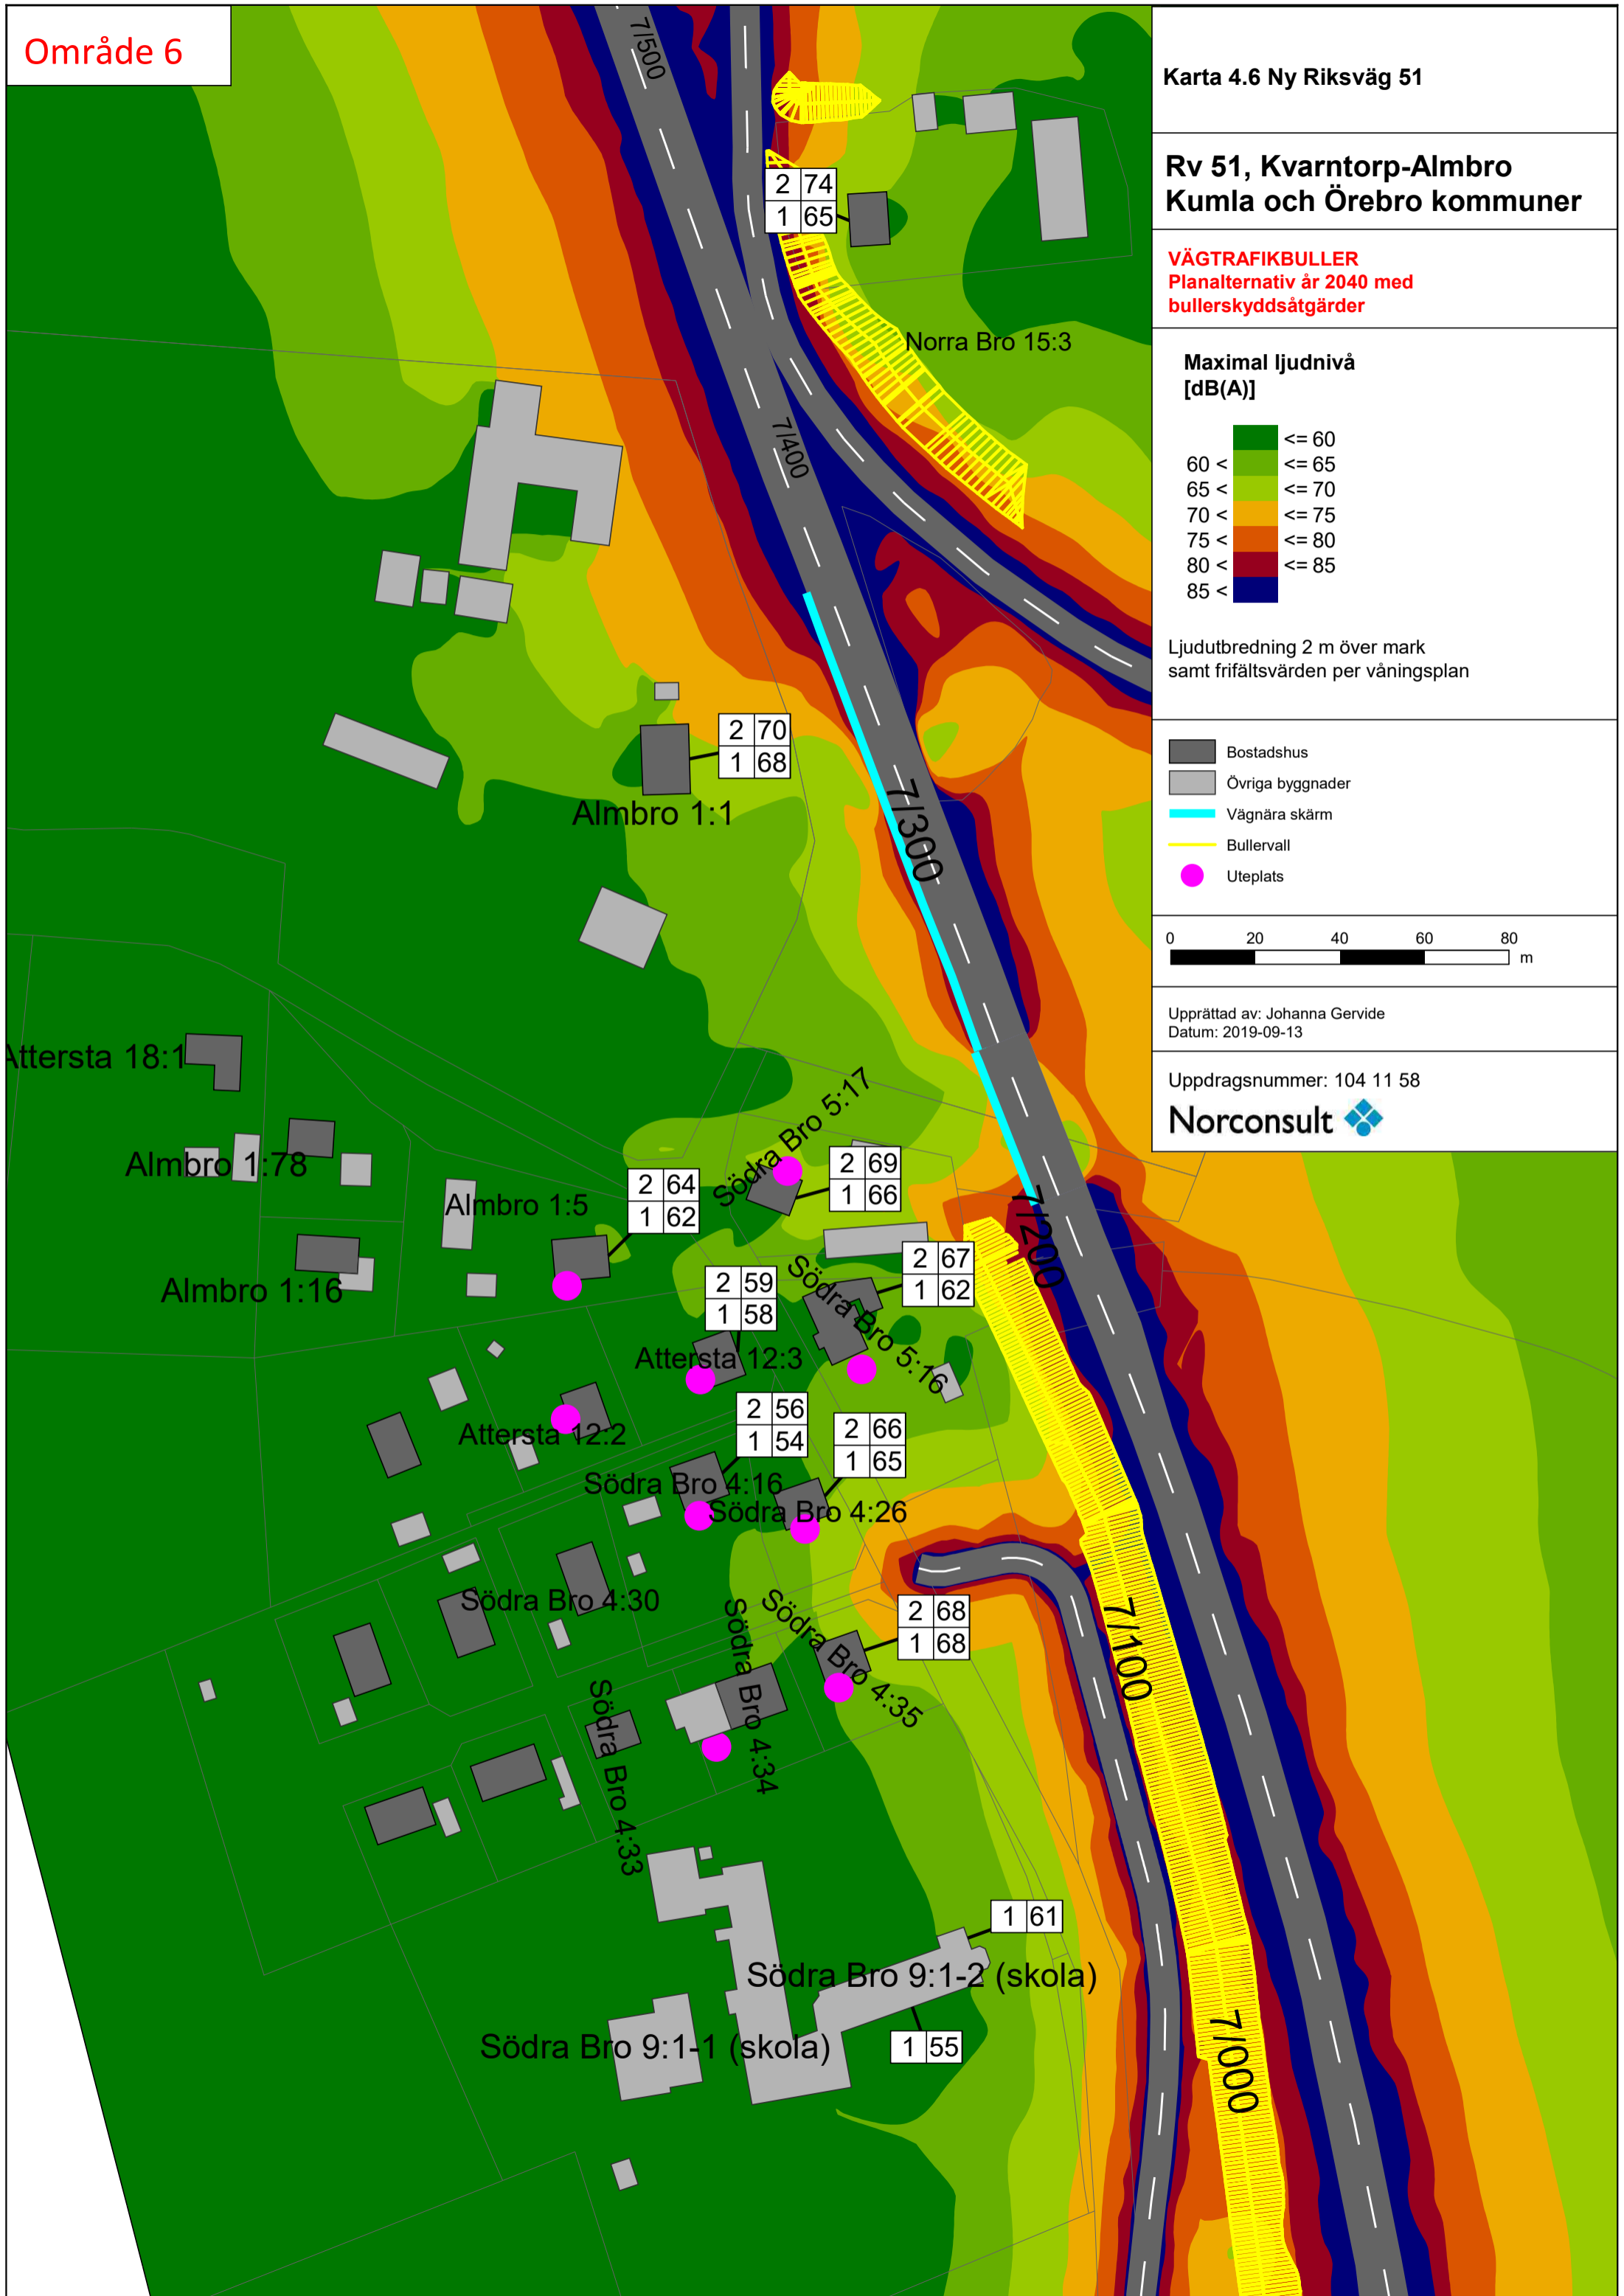 Område 6
Karta 4.6 Ny Riksväg 51
Rv 51, Kvarntorp-Almbro
Kumla och Örebro kommuner
VÄGTRAFIKBULLER
Planalternativ år 2040 med
bullerskyddsåtgärder
Maximal ljudnivå
[dB(A)]
<= 60
60 < <= 65
65 < <= 70
70 < <= 75
75 < <= 80
80 < <= 85
85 <
Ljudutbredning 2 m över mark
samt frifältsvärden per våningsplan
Bostadshus
Övriga byggnader
Vägnära skärm
Bullervall
Uteplats
0 20 40 60 80
m
Upprättad av: Johanna Gervide
Datum: 2019-09-13
Uppdragsnummer: 104 11 58
Norconsult
7/500
2 74
1 65
Norra Bro 15:3
7/400
2 70
1 68
Almbro 1:1
7/300
Attersta 18:1
Södra Bro 5:17
Almbro 1:78
2 69
1 66
Almbro 1:5
2 64
1 62
7/200
Almbro 1:16
2 67
1 62
2 59
1 58
Södra Bro 5:16
Attersta 12:3
2 56
1 54
2 66
1 65
Attersta 12:2
Södra Bro 4:16
Södra Bro 4:26
Södra Bro 4:30
2 68
1 68
Södra Bro 4:35
7/100
Södra Bro 4:34
Södra Bro 4:33
1 61
Södra Bro 9:1-2 (skola)
Södra Bro 9:1-1 (skola)
1 55
7/000